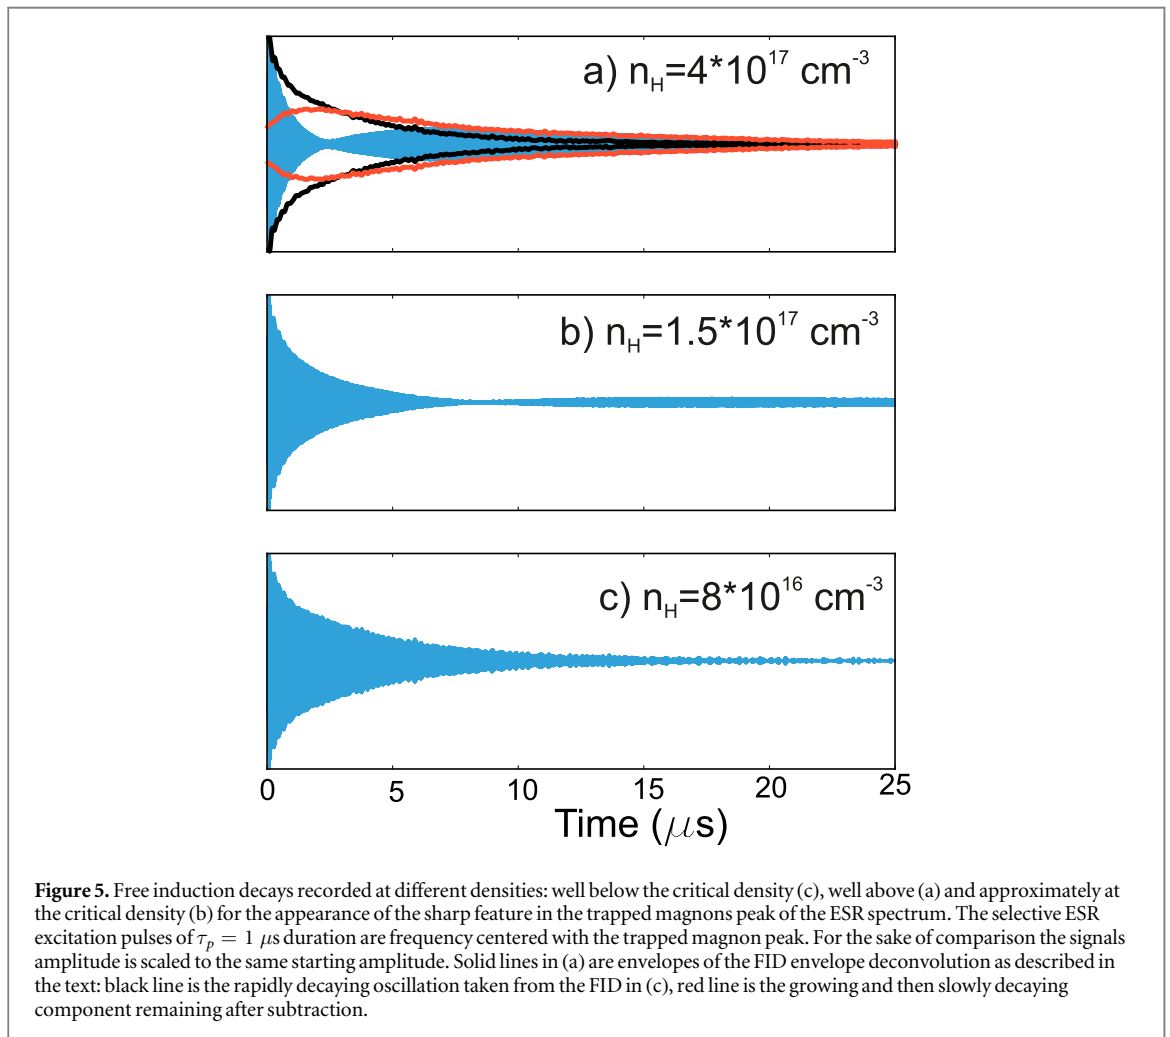 a) n_H=4*10^17 cm^-3
b) n_H=1.5*10^17 cm^-3
c) n_H=8*10^16 cm^-3
0 5 10 15 20 25
Time (μs)
Figure 5. Free induction decays recorded at different densities: well below the critical density (c), well above (a) and approximately at
the critical density (b) for the appearance of the sharp feature in the trapped magnons peak of the ESR spectrum. The selective ESR
excitation pulses of τ_p = 1 μs duration are frequency centered with the trapped magnon peak. For the sake of comparison the signals
amplitude is scaled to the same starting amplitude. Solid lines in (a) are envelopes of the FID envelope deconvolution as described in
the text: black line is the rapidly decaying oscillation taken from the FID in (c), red line is the growing and then slowly decaying
component remaining after subtraction.